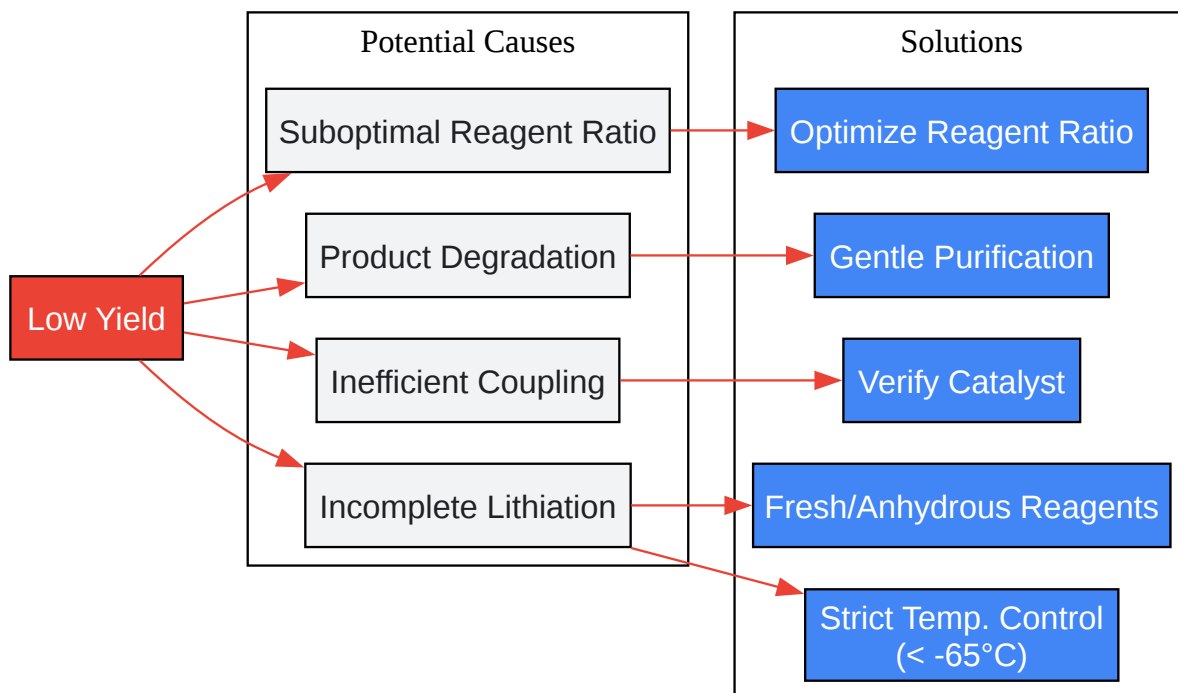 Potential Causes
Solutions
Suboptimal Reagent Ratio
Optimize Reagent Ratio
Product Degradation
Gentle Purification
Low Yield
Inefficient Coupling
Verify Catalyst
Incomplete Lithiation
Fresh/Anhydrous Reagents
Strict Temp. Control
(< -65°C)